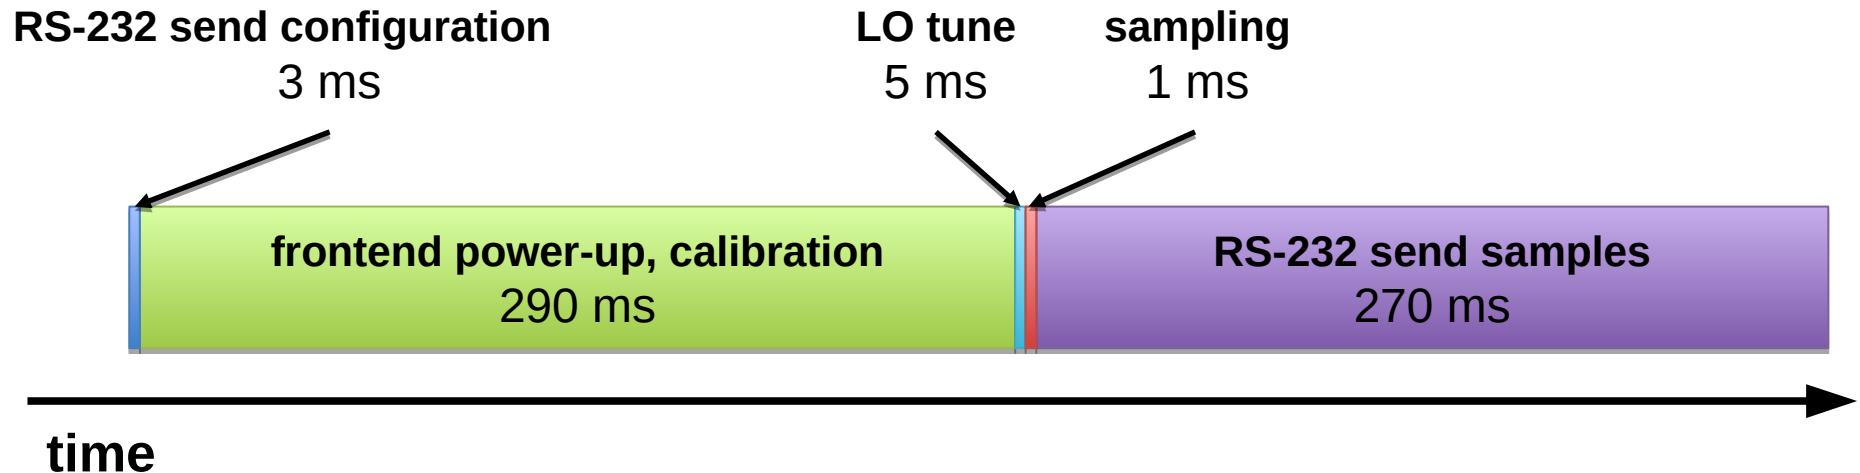 RS-232 send configuration
3 ms
LO tune
5 ms
sampling
1 ms
frontend power-up, calibration
290 ms
RS-232 send samples
270 ms
time